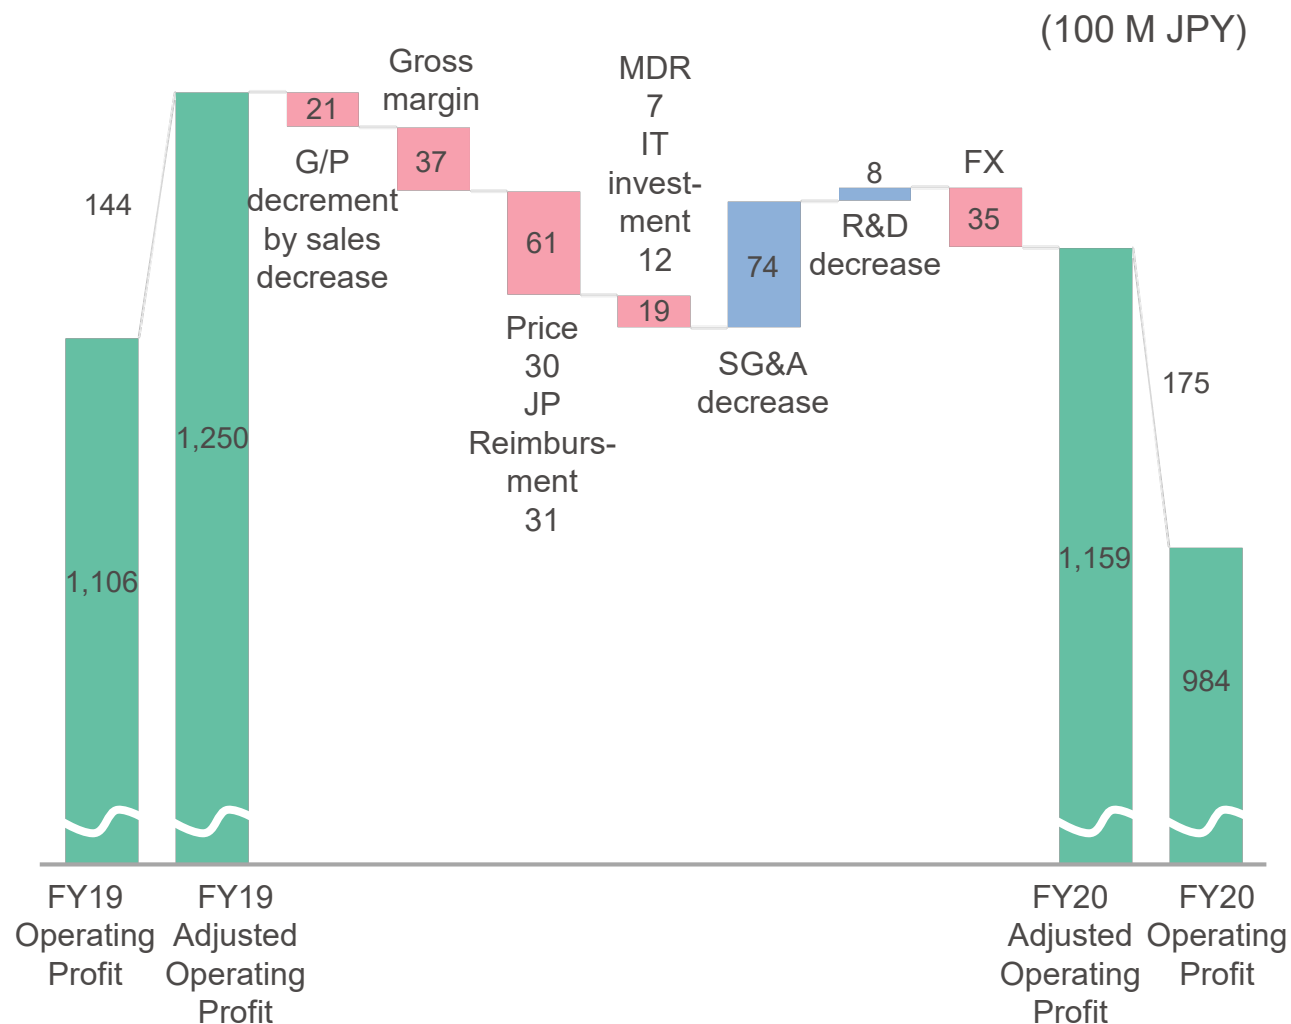 (100 M JPY)
144
1,106
1,250
21
G/P
decrement
by sales
decrease
Gross
margin
37
61
Price
30
JP
Reimburs-
ment
31
MDR
7
IT
invest-
ment
12
19
74
SG&A
decrease
8
R&D
decrease
FX
35
1,159
175
984
FY19
Operating
Profit
FY19
Adjusted
Operating
Profit
FY20
Adjusted
Operating
Profit
FY20
Operating
Profit